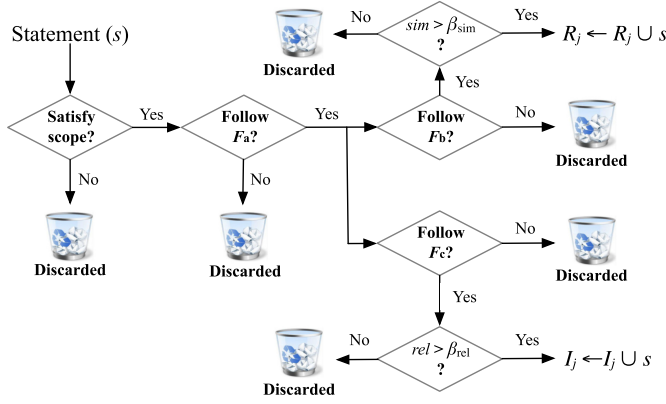 Statement (s)
No
sim > βsim
?
Yes
Rj ← Rj ∪ s
Discarded
Yes
Satisfy
scope?
Yes
Follow
Fa?
Yes
Follow
Fb?
No
Discarded
No
No
Discarded
Discarded
Follow
Fc?
No
Discarded
Yes
No
rel > βrel
?
Yes
Ij ←Ij ∪ s
Discarded